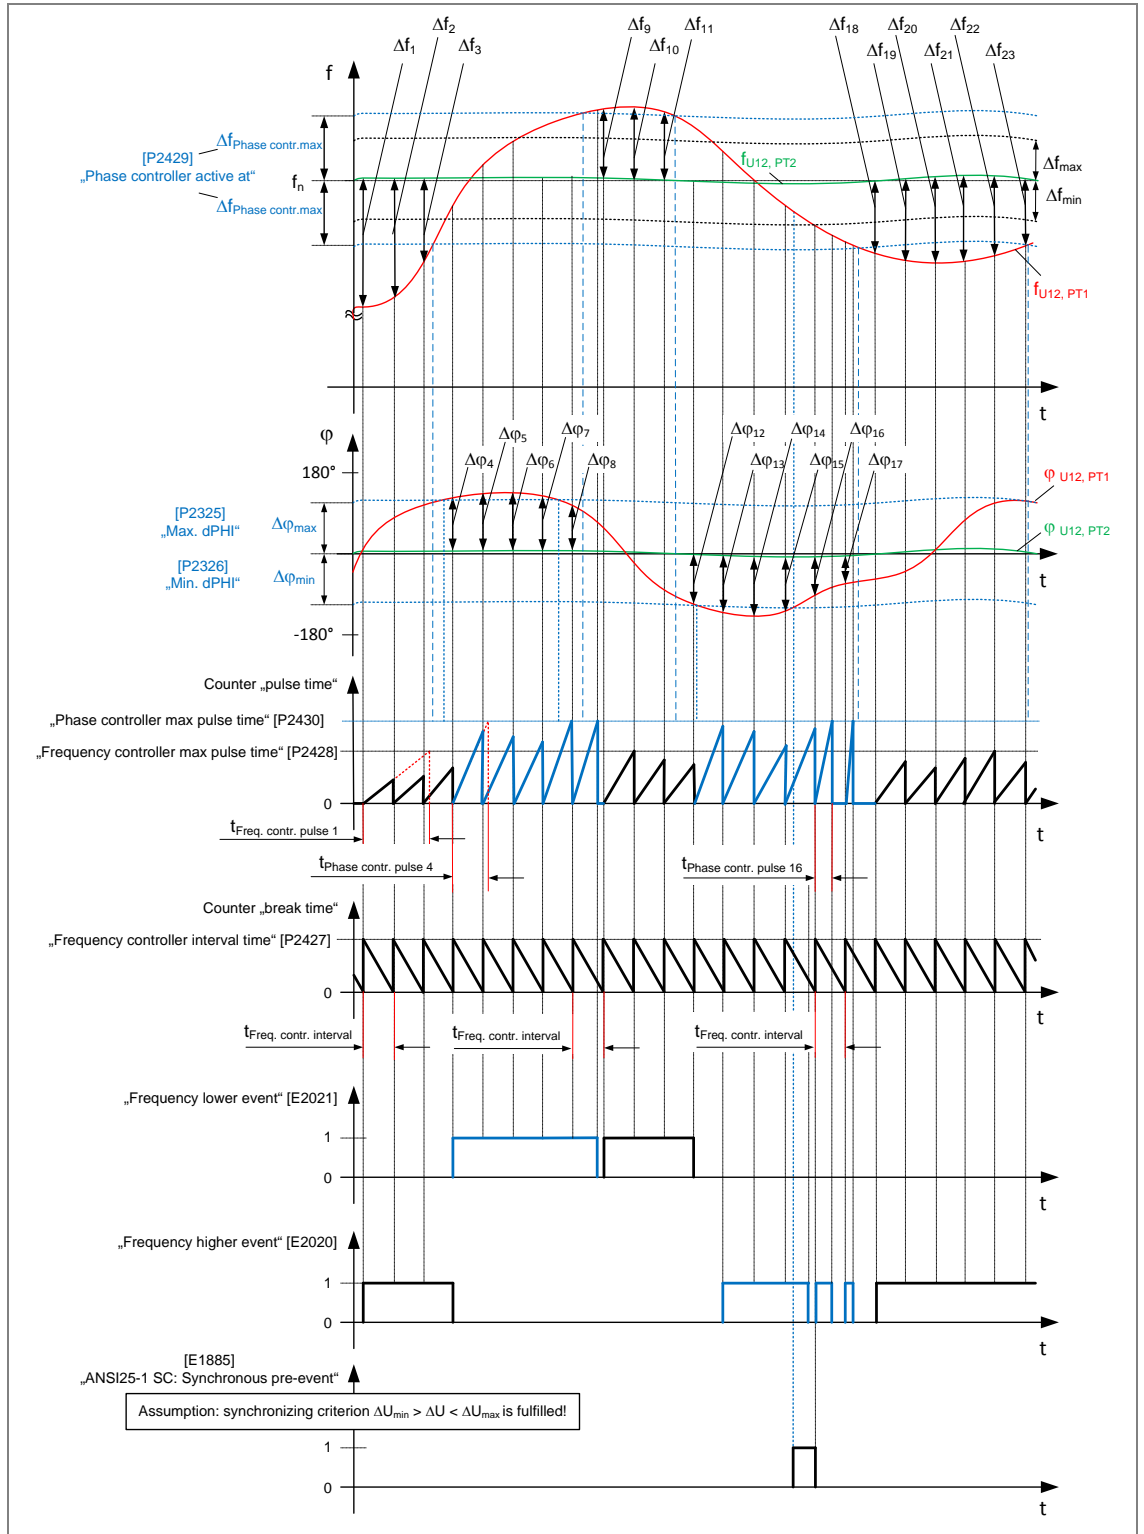 Δf2
Δf9
Δf11
Δf18
Δf20
Δf22
Δf1
Δf3
Δf10
Δf19
Δf21
Δf23
f
ΔfPhase contr.max
[P2429]
„Phase controller active at“
fn
ΔfPhase contr.max
fU12, PT2
Δfmax
Δfmin
fU12, PT1
t
φ
180°
Δφ4
Δφ5
Δφ6
Δφ7
Δφ8
Δφ12
Δφ13
Δφ14
Δφ15
Δφ16
Δφ17
φ U12, PT1
[P2325]
„Max. dPHI“
Δφmax
φ U12, PT2
[P2326]
„Min. dPHI“
Δφmin
t
-180°
Counter „pulse time“
„Phase controller max pulse time“ [P2430]
„Frequency controller max pulse time“ [P2428]
0
t
tFreq. contr. pulse 1
tPhase contr. pulse 4
tPhase contr. pulse 16
Counter „break time“
„Frequency controller interval time“ [P2427]
0
t
tFreq. contr. interval
tFreq. contr. interval
tFreq. contr. interval
„Frequency lower event“ [E2021]
1
0
t
„Frequency higher event“ [E2020]
1
0
t
[E1885]
„ANSI25-1 SC: Synchronous pre-event“
Assumption: synchronizing criterion ΔUmin > ΔU < ΔUmax is fulfilled!
1
0
t